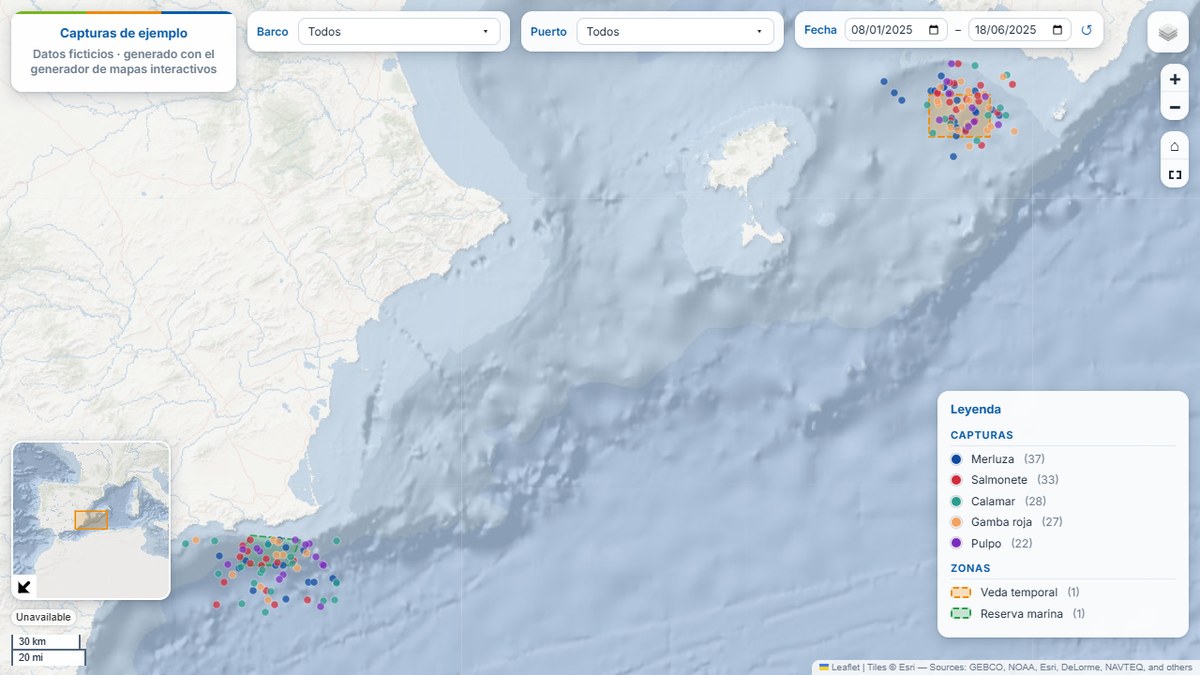 Capturas de ejemplo
Datos ficticios · generado con el
generador de mapas interactivos
Barco
Todos
Puerto
Todos
Fecha
08/01/2025
–
18/06/2025
Leyenda
CAPTURAS
Merluza (37)
Salmonete (33)
Calamar (28)
Gamba roja (27)
Pulpo (22)
ZONAS
Veda temporal (1)
Reserva marina (1)
Unavailable
30 km
20 mi
Leaflet | Tiles © Esri — Sources: GEBCO, NOAA, Esri, DeLorme, NAVTEQ, and others